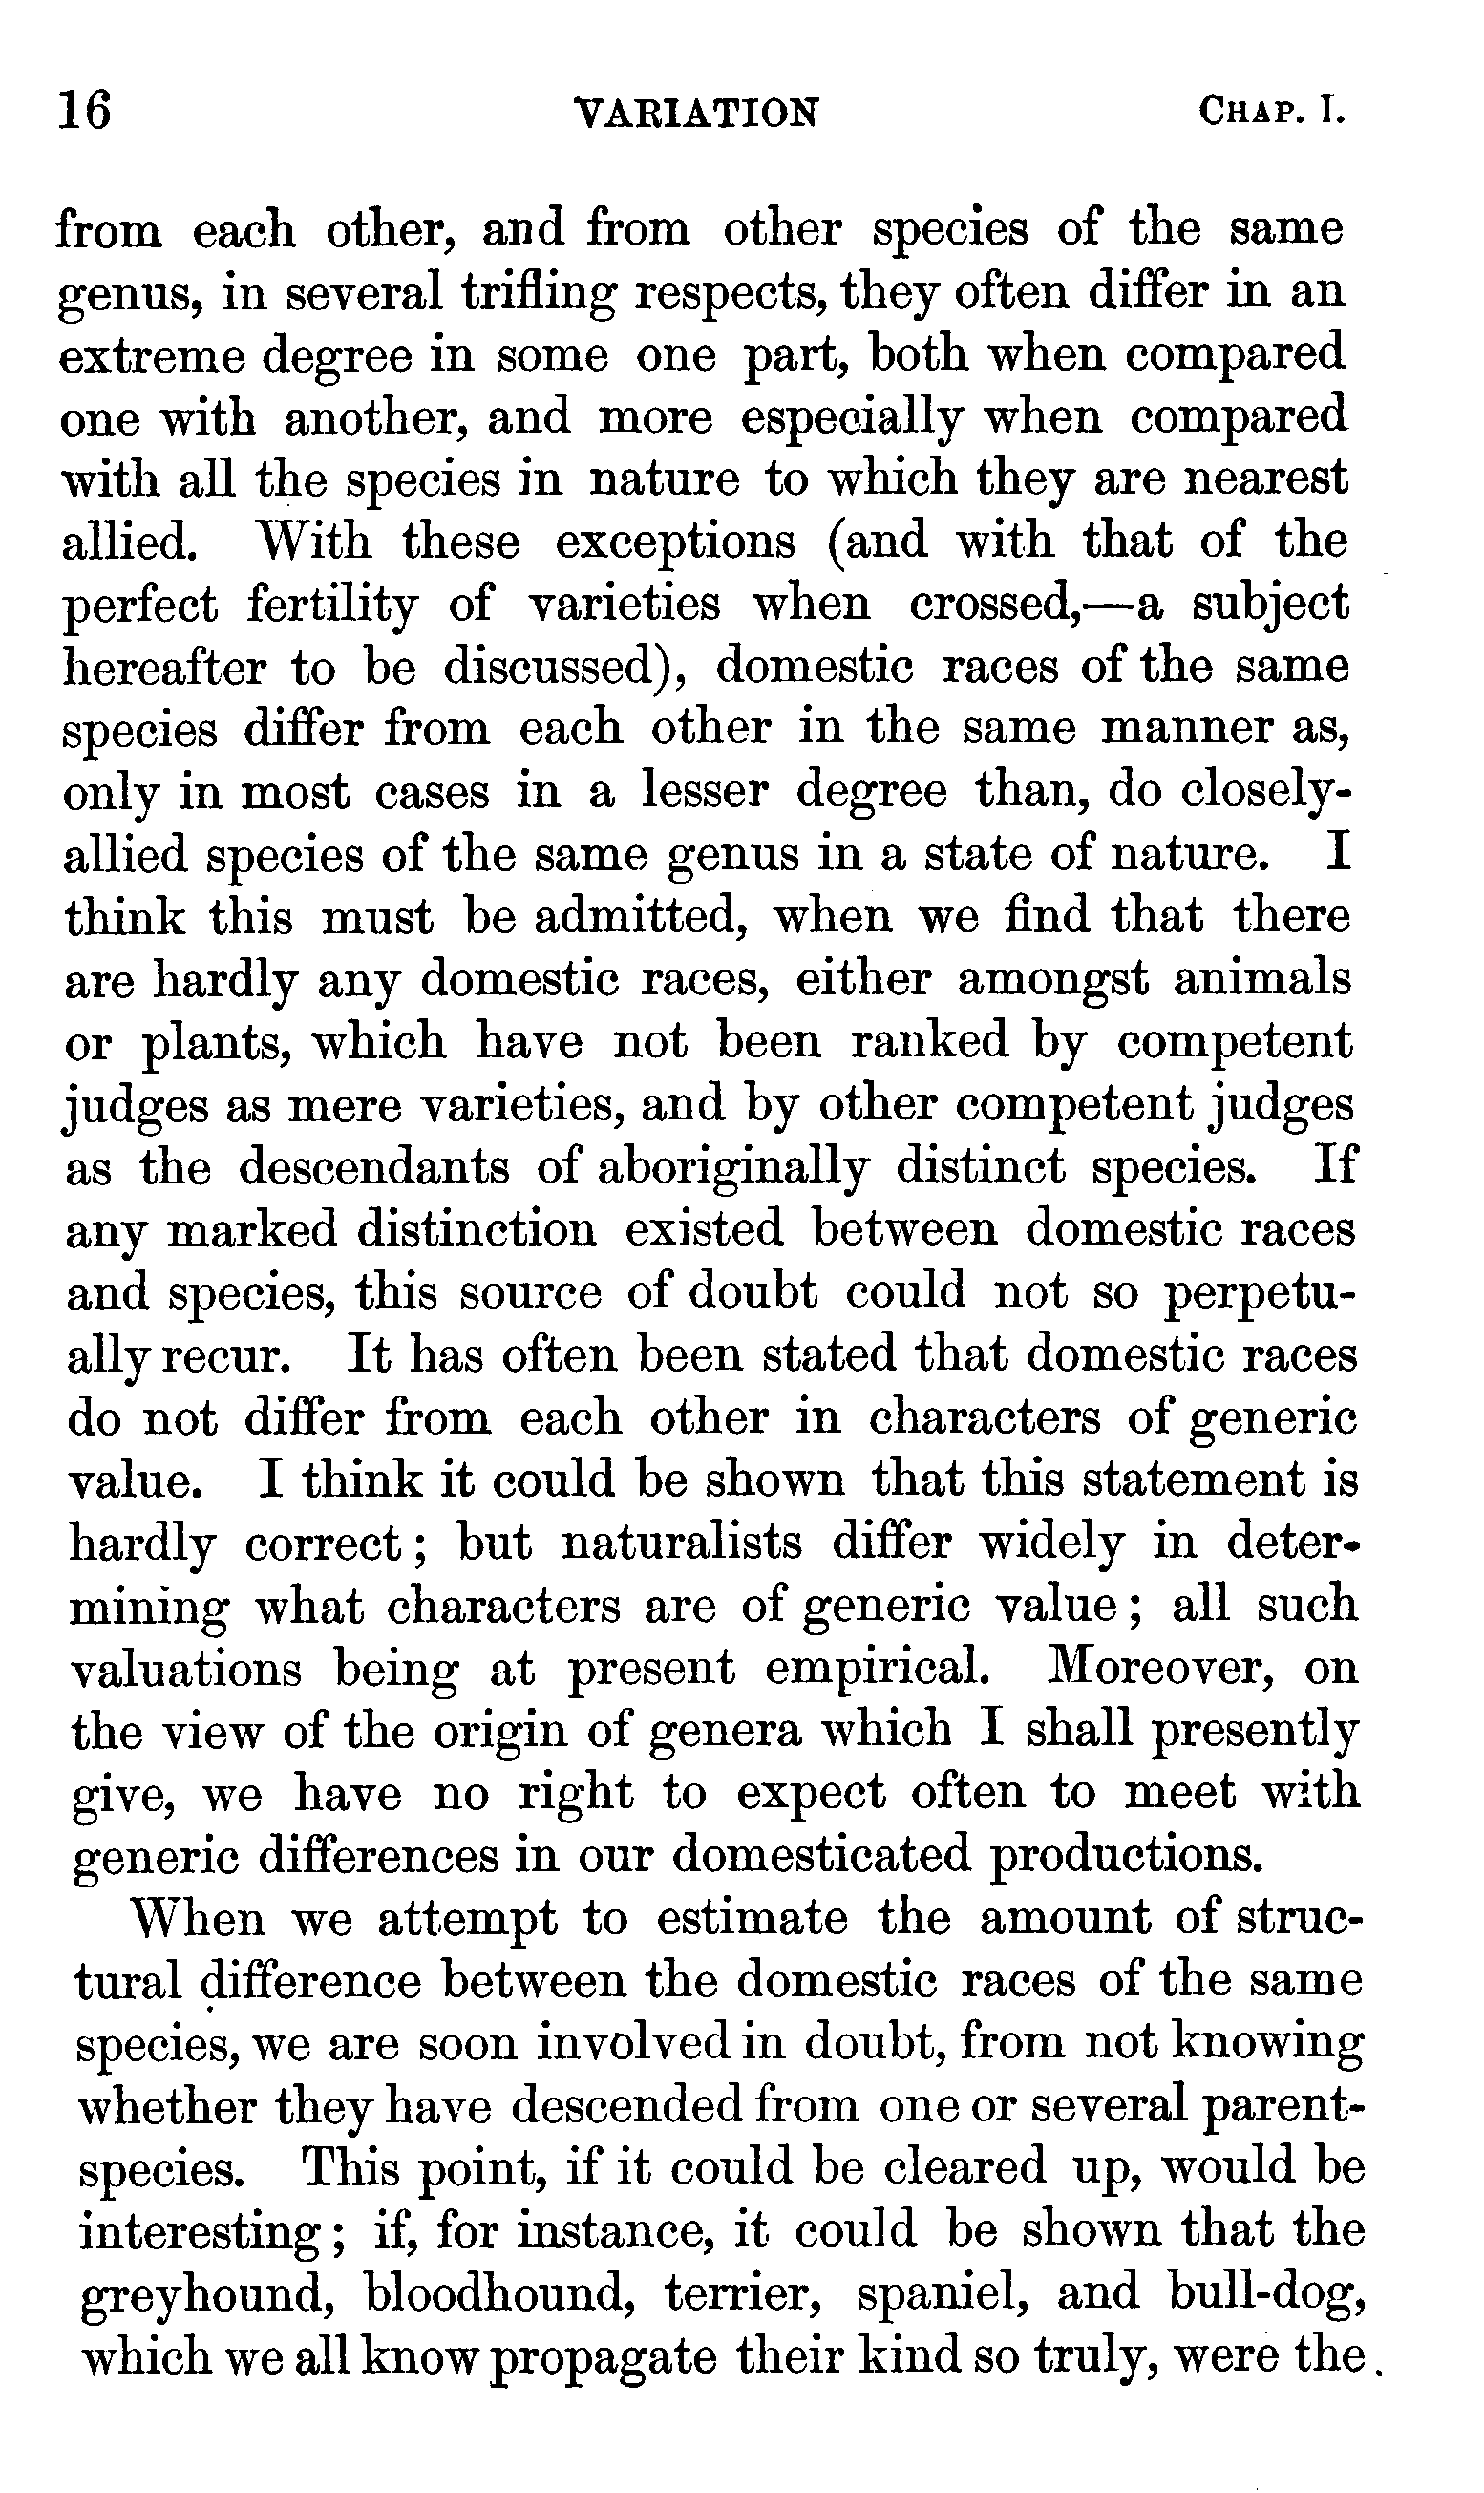 16 VARIATION CHAP. I.
from each other, and from other species of the same
genus, in several trifling respects, they often differ in an
extreme degree in some one part, both when compared
one with another, and more especially when compared
with all the species in nature to which they are nearest
allied. With these exceptions (and with that of the
perfect fertility of varieties when crossed,—a subject
hereafter to be discussed), domestic races of the same
species differ from each other in the same manner as,
only in most cases in a lesser degree than, do closely-
allied species of the same genus in a state of nature. I
think this must be admitted, when we find that there
are hardly any domestic races, either amongst animals
or plants, which have not been ranked by competent
judges as mere varieties, and by other competent judges
as the descendants of aboriginally distinct species. If
any marked distinction existed between domestic races
and species, this source of doubt could not so perpetu-
ally recur. It has often been stated that domestic races
do not differ from each other in characters of generic
value. I think it could be shown that this statement is
hardly correct; but naturalists differ widely in deter-
mining what characters are of generic value; all such
valuations being at present empirical. Moreover, on
the view of the origin of genera which I shall presently
give, we have no right to expect often to meet with
generic differences in our domesticated productions.
When we attempt to estimate the amount of struc-
tural difference between the domestic races of the same
species, we are soon involved in doubt, from not knowing
whether they have descended from one or several parent-
species. This point, if it could be cleared up, would be
interesting; if, for instance, it could be shown that the
greyhound, bloodhound, terrier, spaniel, and bull-dog,
which we all know propagate their kind so truly, were the